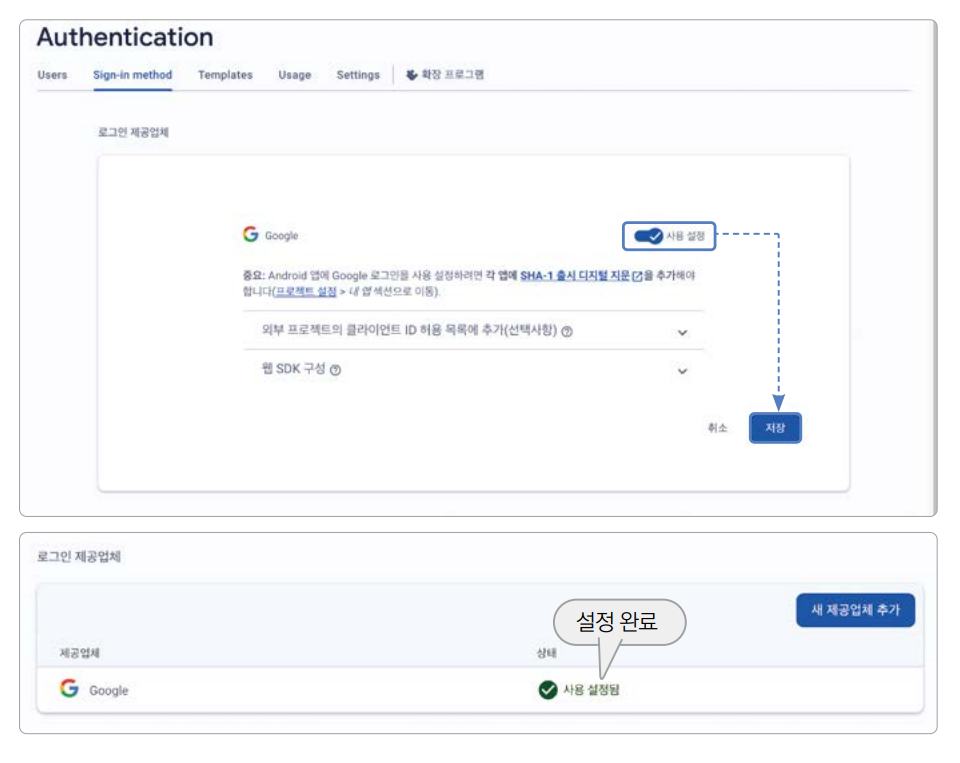 Authentication
Users Sign-in method Templates Usage Settings 확장 프로그램
로그인 제공업체
Google 사용 설정
중요: Android 앱에 Google 로그인을 사용 설정하려면 각 앱에 SHA-1 출시 디지털 지문을 추가해야
합니다(프로젝트 설정 > 내 앱 섹션으로 이동).
외부 프로젝트의 클라이언트 ID 허용 목록에 추가(선택사항)
웹 SDK 구성
취소 저장
로그인 제공업체
새 제공업체 추가
설정 완료
제공업체 상태
Google 사용 설정됨